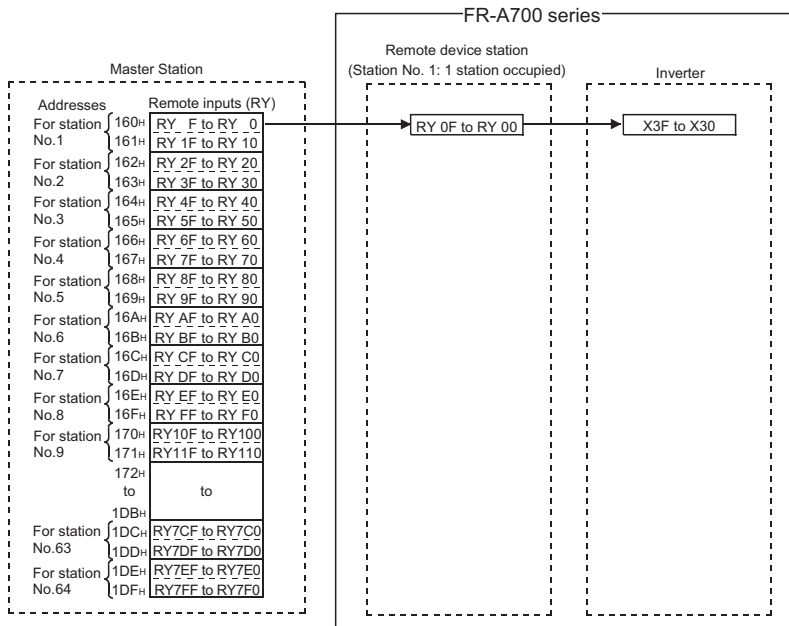 FR-A700 series
Remote device station
(Station No. 1: 1 station occupied)
Master Station
Inverter
Addresses
Remote inputs (RY)
For station No.1
160H RY F to RY 0
161H RY 1F to RY 10
RY 0F to RY 00
X3F to X30
For station No.2
162H RY 2F to RY 20
163H RY 3F to RY 30
For station No.3
164H RY 4F to RY 40
165H RY 5F to RY 50
For station No.4
166H RY 6F to RY 60
167H RY 7F to RY 70
For station No.5
168H RY 8F to RY 80
169H RY 9F to RY 90
For station No.6
16AH RY AF to RY A0
16BH RY BF to RY B0
For station No.7
16CH RY CF to RY C0
16DH RY DF to RY D0
For station No.8
16EH RY EF to RY E0
16FH RY FF to RY F0
For station No.9
170H RY10F to RY100
171H RY11F to RY110
172H
to to
1DBH
For station No.63
1DCH RY7CF to RY7C0
1DDH RY7DF to RY7D0
For station No.64
1DEH RY7EF to RY7E0
1DFH RY7FF to RY7F0